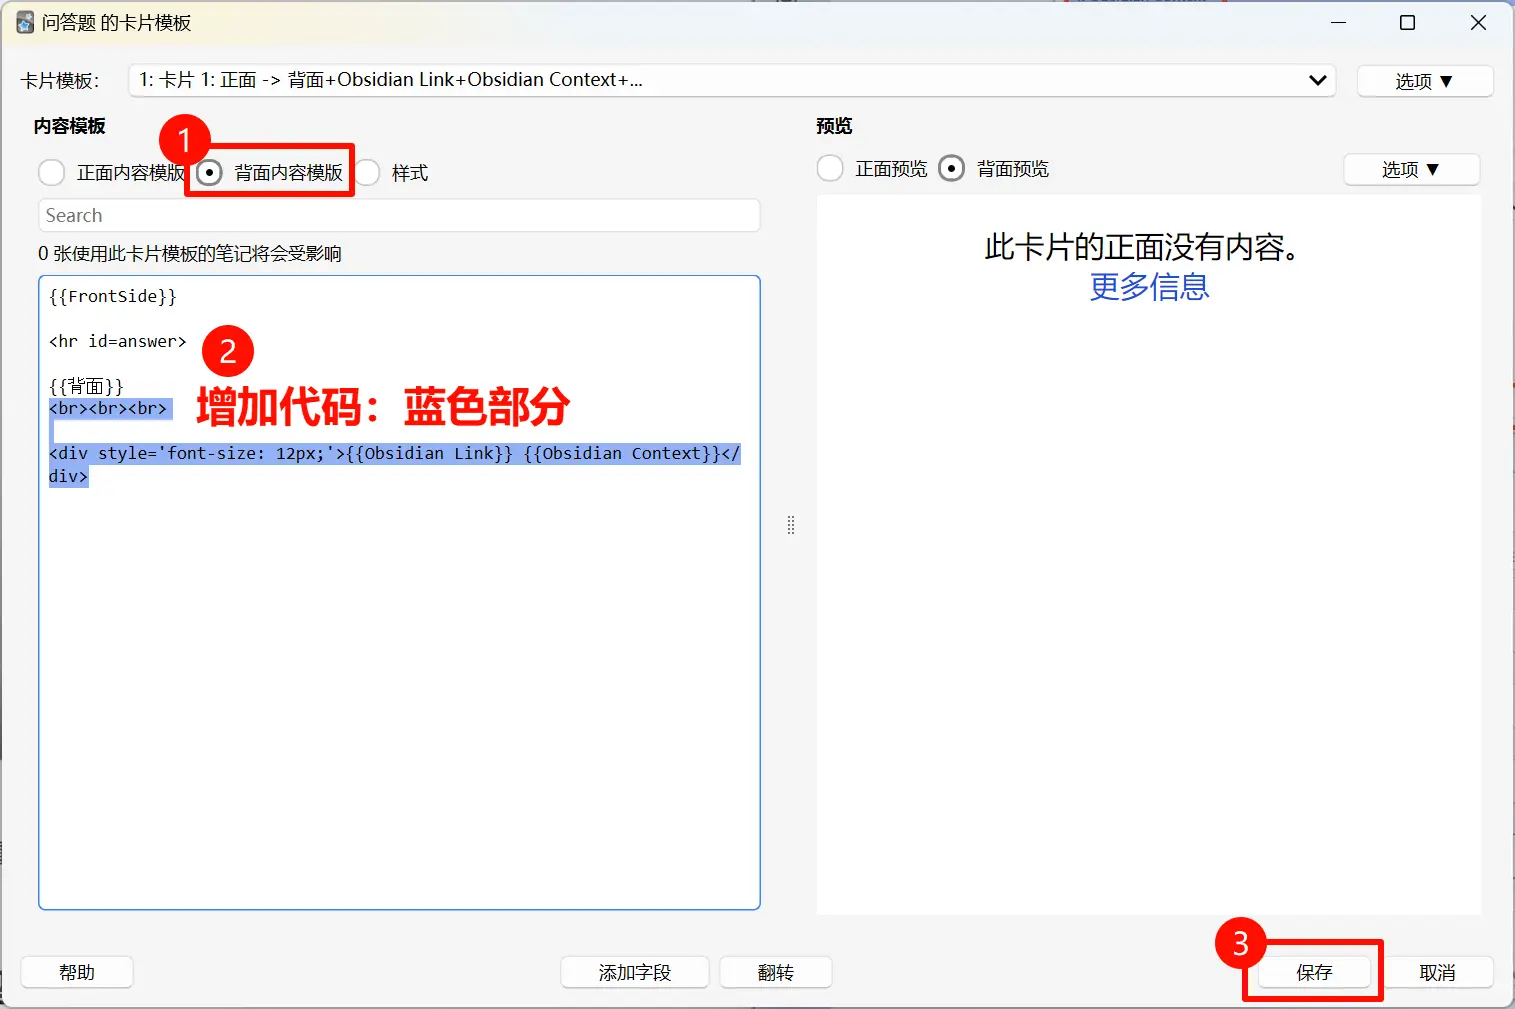 问答题 的卡片模板
卡片模板：
1: 卡片 1: 正面 -> 背面+Obsidian Link+Obsidian Context+...
选项 ▼
内容模板
预览
1
正面内容模版
背面内容模版
样式
正面预览
背面预览
选项 ▼
Search
0 张使用此卡片模板的笔记将会受影响
此卡片的正面没有内容。
更多信息
{{FrontSide}}
<hr id=answer>
2
{{背面}}
<br><br><br>
增加代码：蓝色部分
<div style='font-size: 12px;'>{{Obsidian Link}} {{Obsidian Context}}</
div>
3
帮助
添加字段
翻转
保存
取消